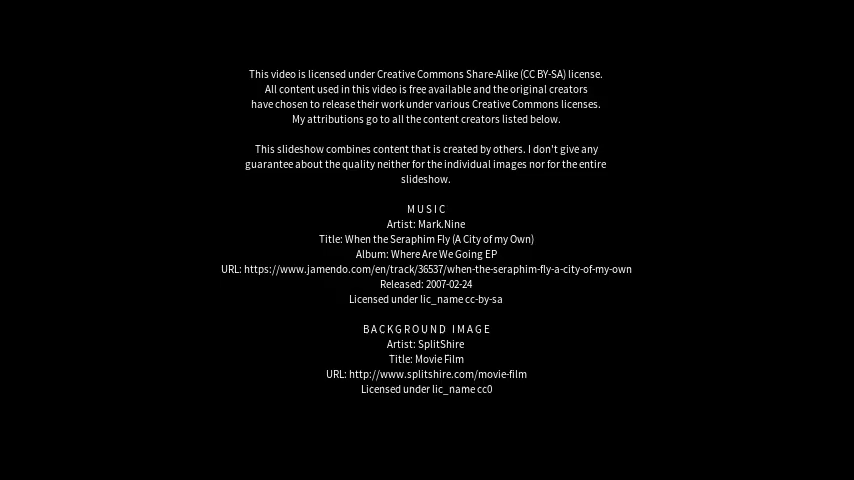 This video is licensed under Creative Commons Share-Alike (CC BY-SA) license.
All content used in this video is free available and the original creators
have chosen to release their work under various Creative Commons licenses.
My attributions go to all the content creators listed below.
This slideshow combines content that is created by others. I don't give any
guarantee about the quality neither for the individual images nor for the entire
slideshow.
MUSIC
Artist: Mark.Nine
Title: When the Seraphim Fly (A City of my Own)
Album: Where Are We Going EP
URL: https://www.jamendo.com/en/track/36537/when-the-seraphim-fly-a-city-of-my-own
Released: 2007-02-24
Licensed under lic_name cc-by-sa
BACKGROUND IMAGE
Artist: SplitShire
Title: Movie Film
URL: http://www.splitshire.com/movie-film
Licensed under lic_name cc0